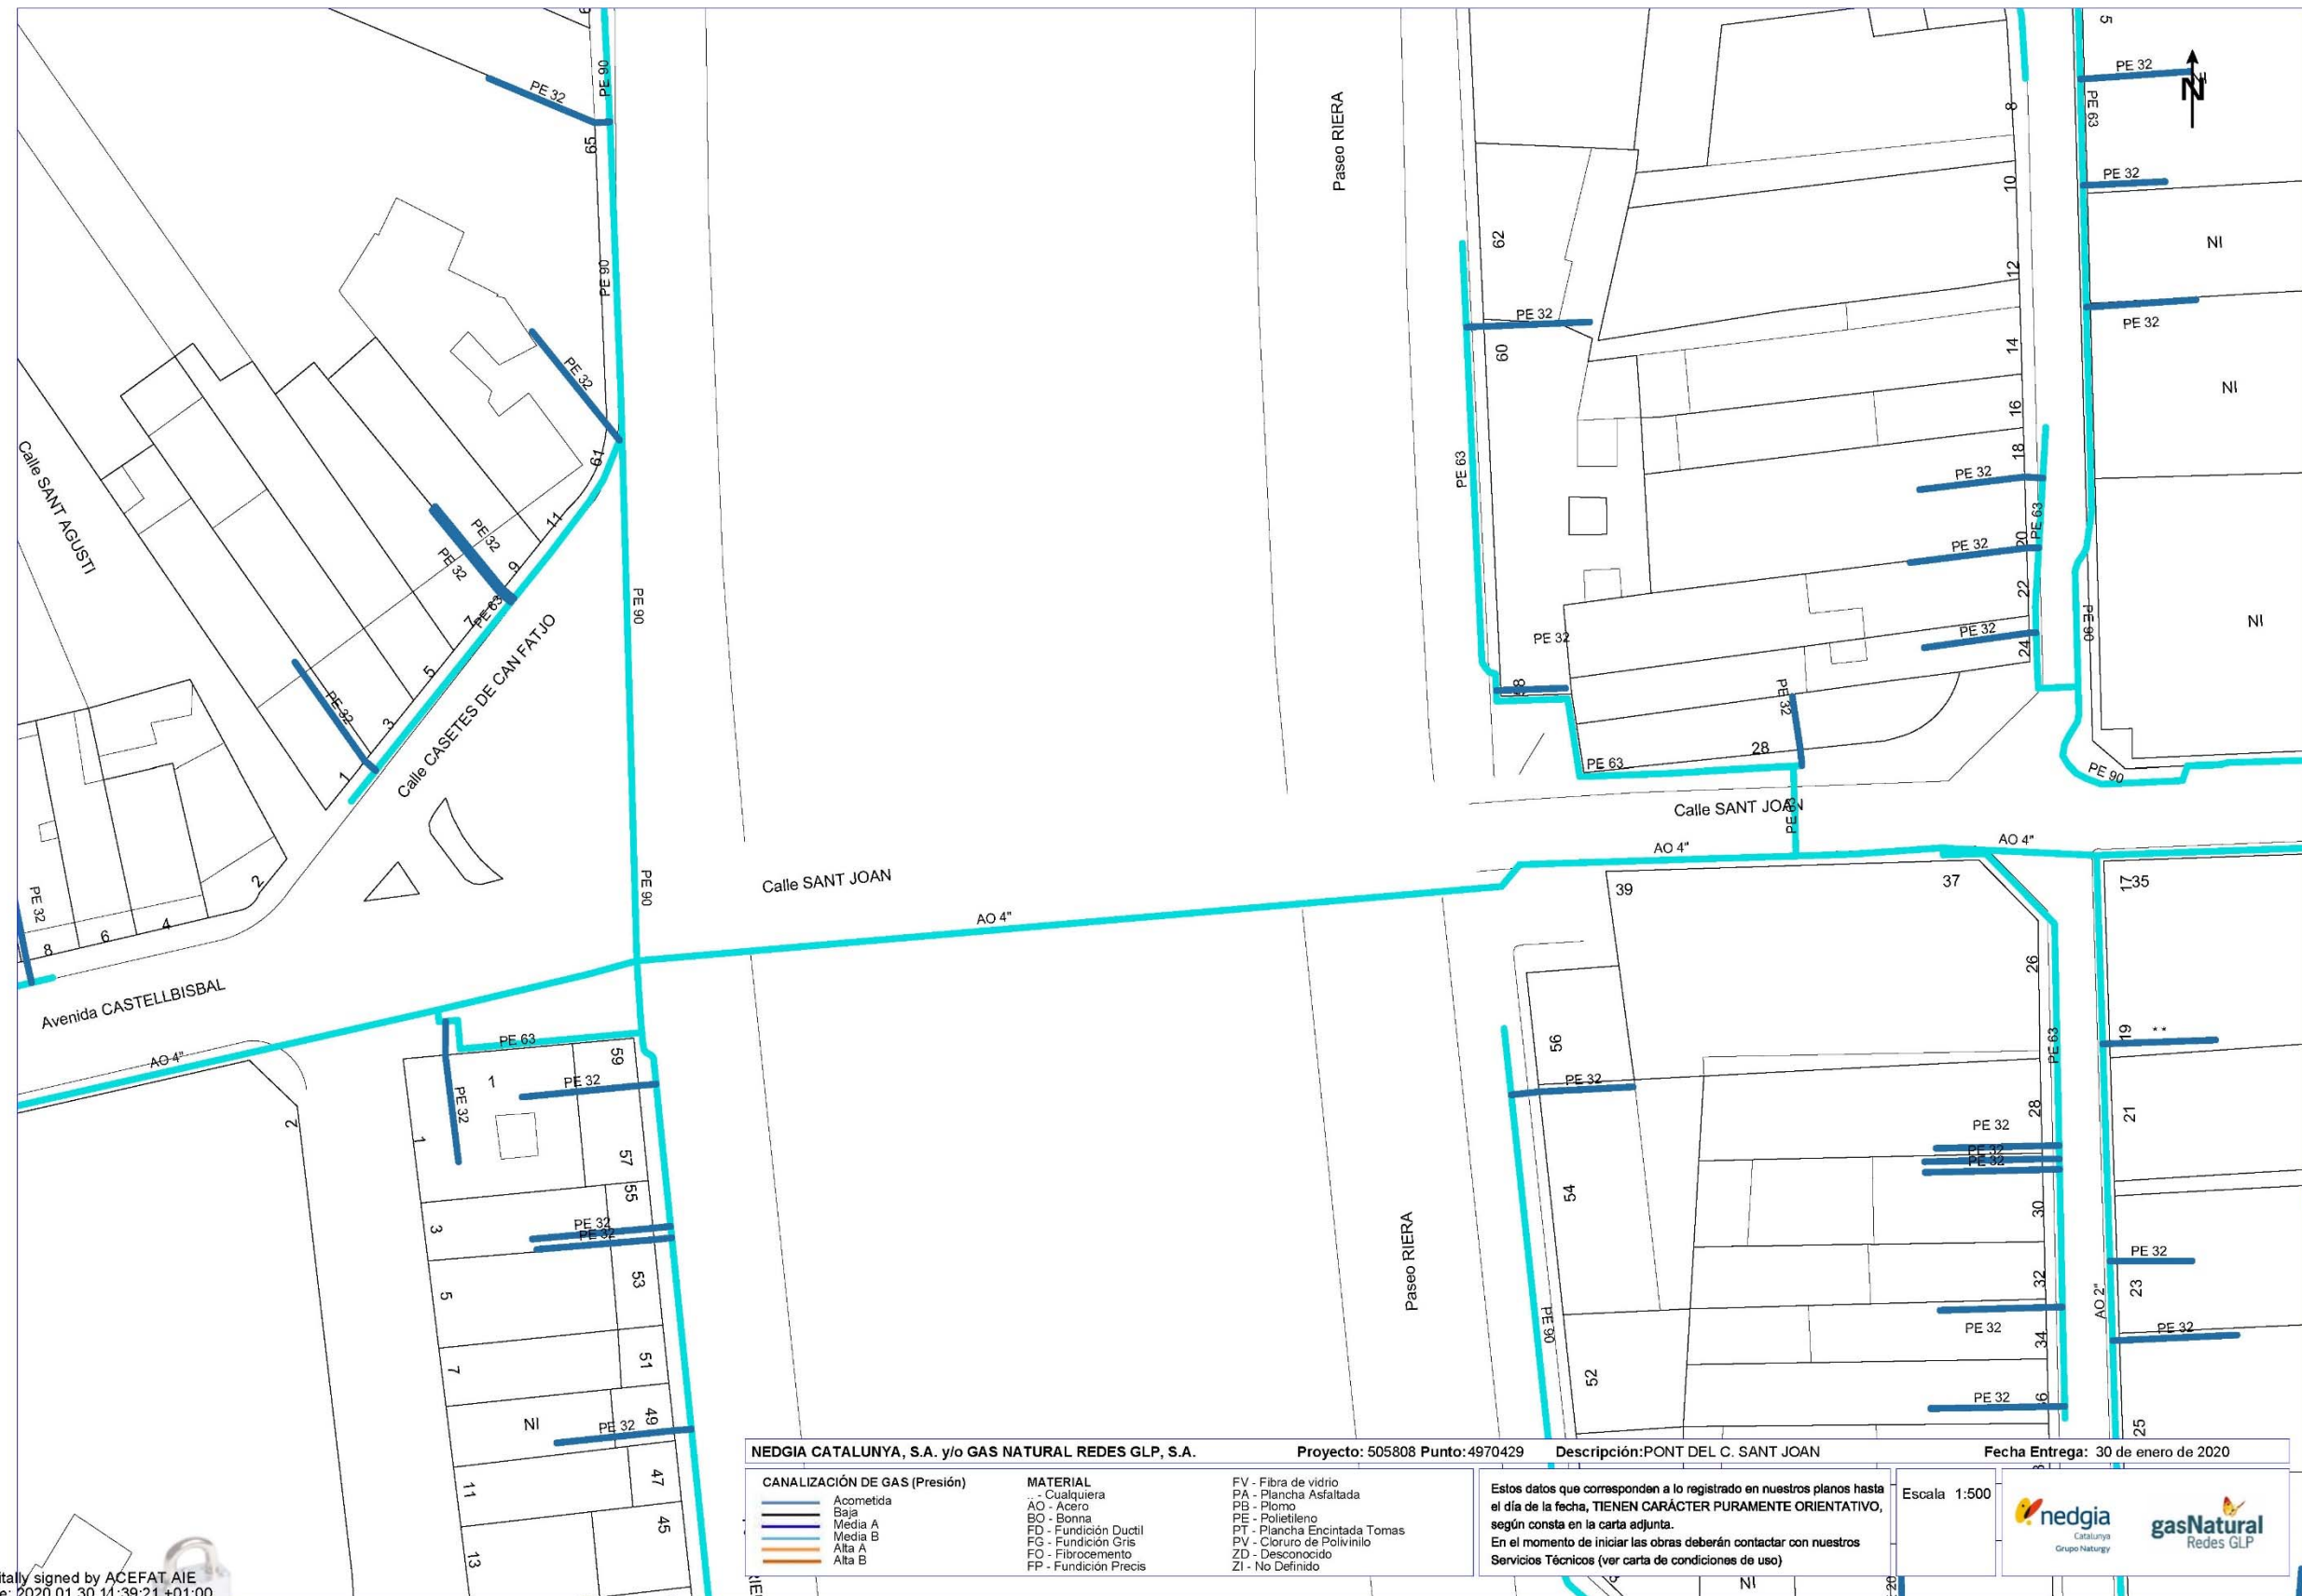 6
PE 90
PE 32
65
PE 90
PE 32
61
11
PE 32
PE 32
9
7
PE 63
5
3
PE 32
1
Calle SANT AGUSTI
Calle CASETES DE CAN FATJO
PE 90
2
PE 32
8
6
4
PE 90
Avenida CASTELLBISBAL
AO 4"
Calle SANT JOAN
AO 4"
Paseo RIERA
62
PE 32
60
PE 63
PE 32
PE 32
28
PE 63
Calle SANT JOAN
PE 63
AO 4"
AO 4"
8
10
12
14
16
18
PE 32
PE 63
20
PE 32
22
PE 32
24
5
PE 32
N
PE 63
PE 32
NI
PE 32
NI
PE 90
NI
PE 90
39
37
17
35
26
PE 63
19
* *
21
28
PE 32
PE 32
PE 32
30
32
PE 32
34
PE 32
AO 2"
PE 32
23
PE 32
25
56
PE 32
54
Paseo RIERA
PE 90
52
2
PE 63
59
1
PE 32
PE 32
1
57
55
3
PE 32
PE 32
53
5
51
7
NI
49
PE 32
11
47
45
13
NEDGIA CATALUNYA, S.A. y/o GAS NATURAL REDES GLP, S.A. Proyecto: 505808 Punto:4970429 Descripción:PONT DEL C. SANT JOAN Fecha Entrega: 30 de enero de 2020
CANALIZACIÓN DE GAS (Presión)
Acometida
Baja
Media A
Media B
Alta A
Alta B
MATERIAL
.. - Cualquiera
AO - Acero
BO - Bonna
FD - Fundición Ductil
FG - Fundición Gris
FO - Fibrocemento
FP - Fundición Precis
FV - Fibra de vidrio
PA - Plancha Asfaltada
PB - Plomo
PE - Polietileno
PT - Plancha Encintada Tomas
PV - Cloruro de Polivinilo
ZD - Desconocido
ZI - No Definido
Estos datos que corresponden a lo registrado en nuestros planos hasta
el día de la fecha, TIENEN CARÁCTER PURAMENTE ORIENTATIVO,
según consta en la carta adjunta.
En el momento de iniciar las obras deberán contactar con nuestros
Servicios Técnicos (ver carta de condiciones de uso)
Escala 1:500
nedgia
Catalunya
Grupo Naturgy
gasNatural
Redes GLP
NI
20
itally signed by ACEFAT AIE
e: 2020.01.30 14:39:21 +01:00